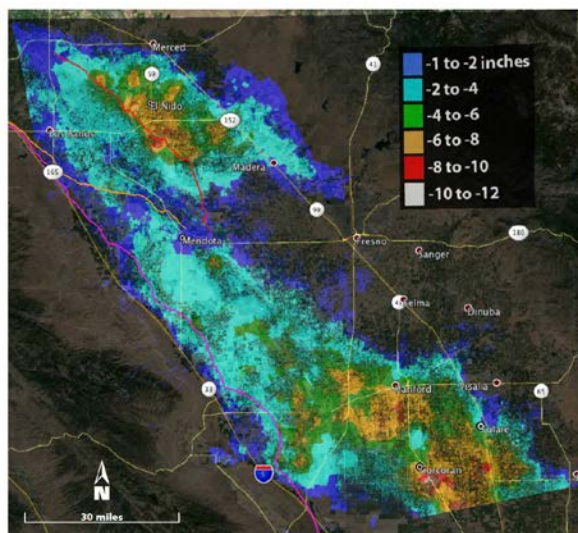 Merced
41
-1 to -2 inches
-2 to -4
-4 to -6
-6 to -8
-8 to -10
-10 to -12
59
El Nido
152
Los Banos
165
Madera
99
Mendota
Fresno
180
Sanger
Selma
Dinuba
Hanford
Visalia
65
Tulare
Corcoran
5
N
30 miles